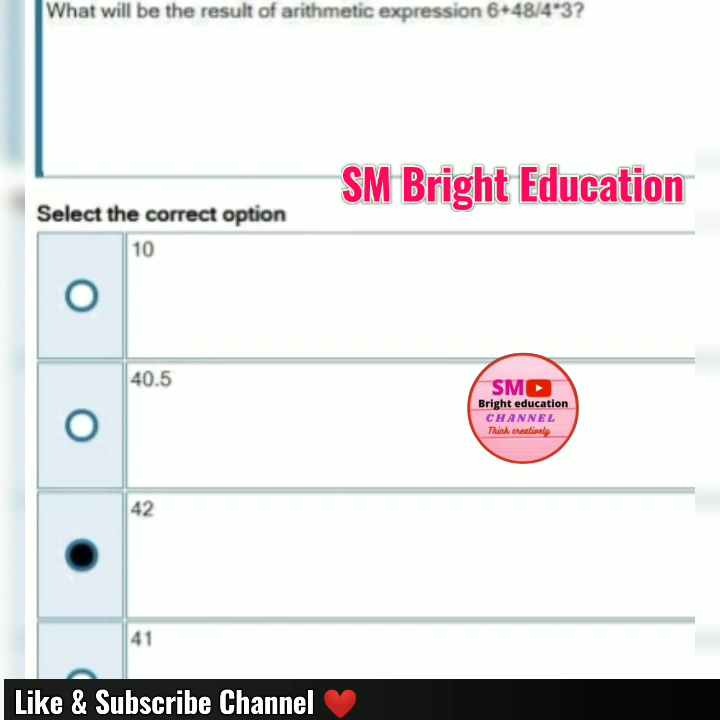 What will be the result of arithmetic expression 6+48/4*3?
SM Bright Education
Select the correct option
10
40.5
SM
Bright education
CHANNEL
Think creatively
42
41
Like & Subscribe Channel ❤️